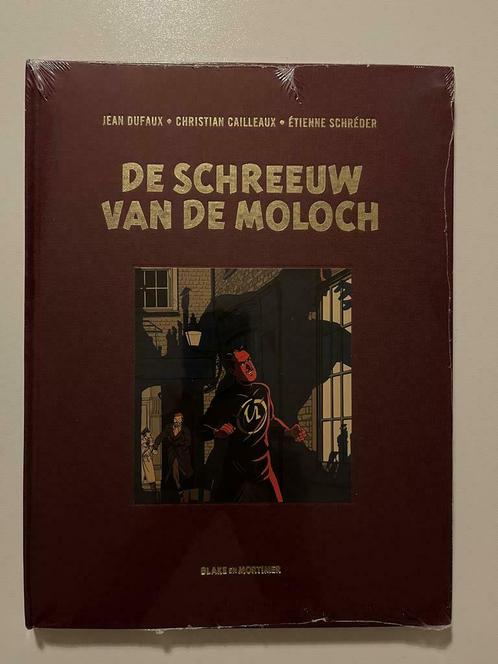 JEAN DUFAUX • CHRISTIAN CAILLEAUX • ÉTIENNE SCHRÉDER
DE SCHREEUW
VAN DE MOLOCH
BLAKE EN MORTIMER